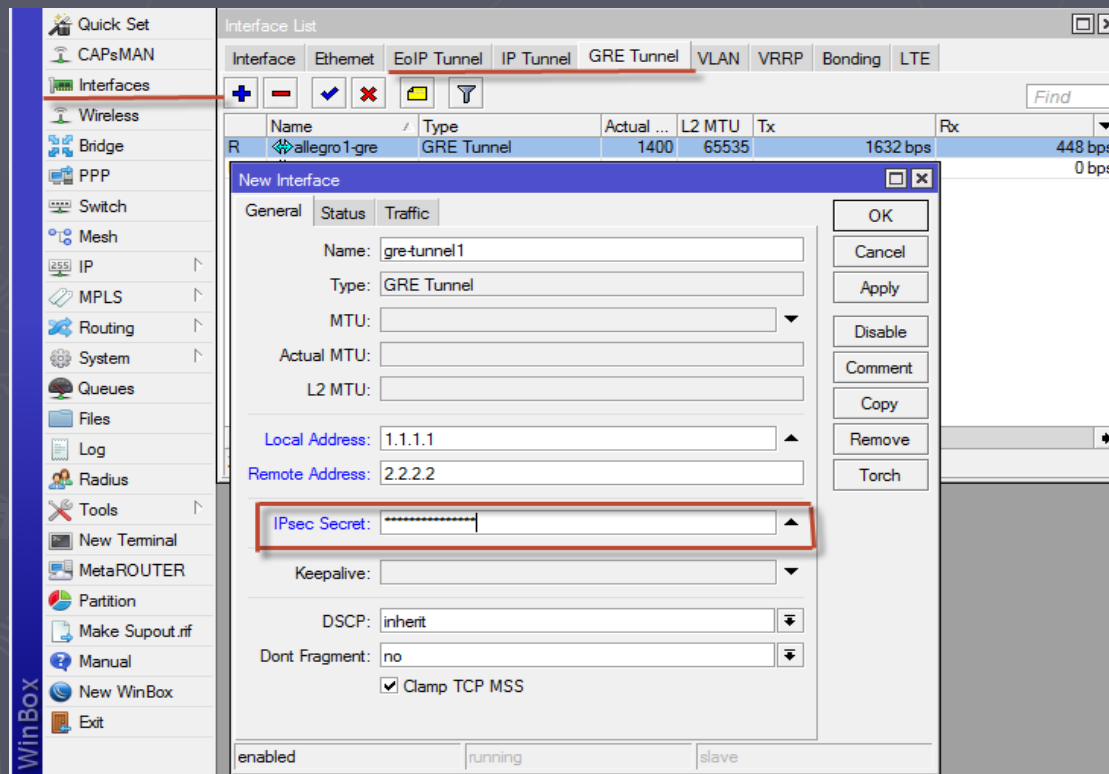 Quick Set
CAPsMAN
Interfaces
Wireless
Bridge
PPP
Switch
Mesh
255 IP
MPLS
Routing
System
Queues
Files
Log
Radius
Tools
New Terminal
MetaROUTER
Partition
Make Supout.rif
Manual
New WinBox
Exit
WinBox
Interface List
Interface Ethernet EoIP Tunnel IP Tunnel GRE Tunnel VLAN VRRP Bonding LTE
Find
Name Type Actual ... L2 MTU Tx Rx
R allegro1-gre GRE Tunnel 1400 65535 1632 bps 448 bps
0 bps
New Interface
General Status Traffic
Name: gre-tunnel1
Type: GRE Tunnel
MTU:
Actual MTU:
L2 MTU:
Local Address: 1.1.1.1
Remote Address: 2.2.2.2
IPsec Secret: ***************
Keepalive:
DSCP: inherit
Dont Fragment: no
Clamp TCP MSS
OK
Cancel
Apply
Disable
Comment
Copy
Remove
Torch
enabled running slave